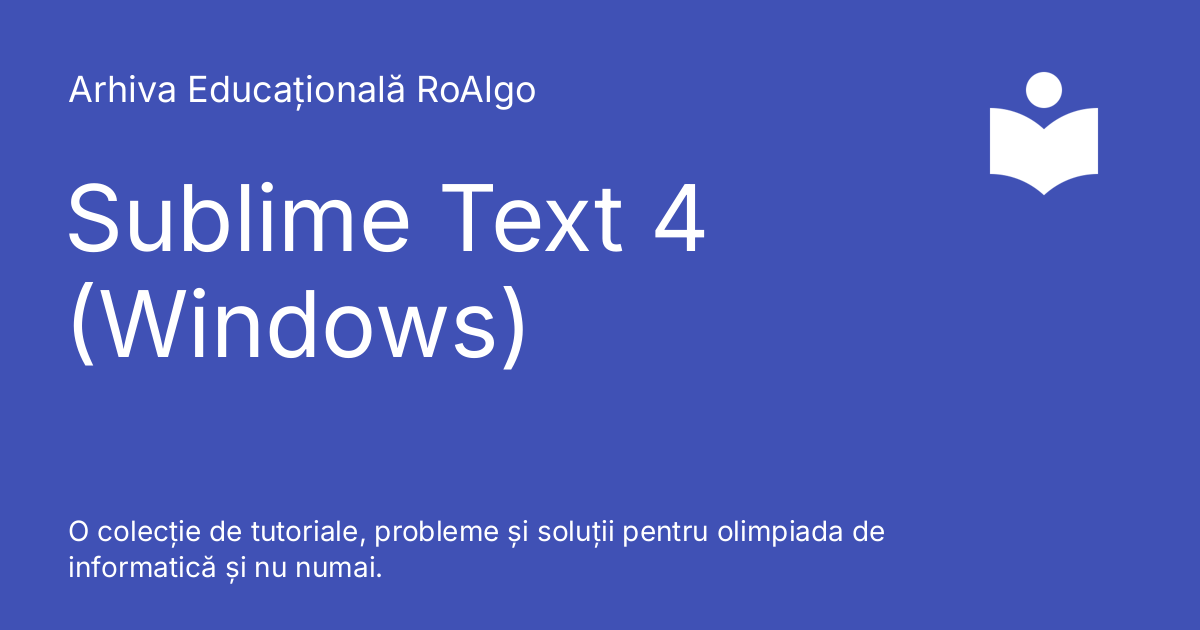 Arhiva Educațională RoAlgo
Sublime Text 4
(Windows)
O colecție de tutoriale, probleme și soluții pentru olimpiada de
informatică și nu numai.